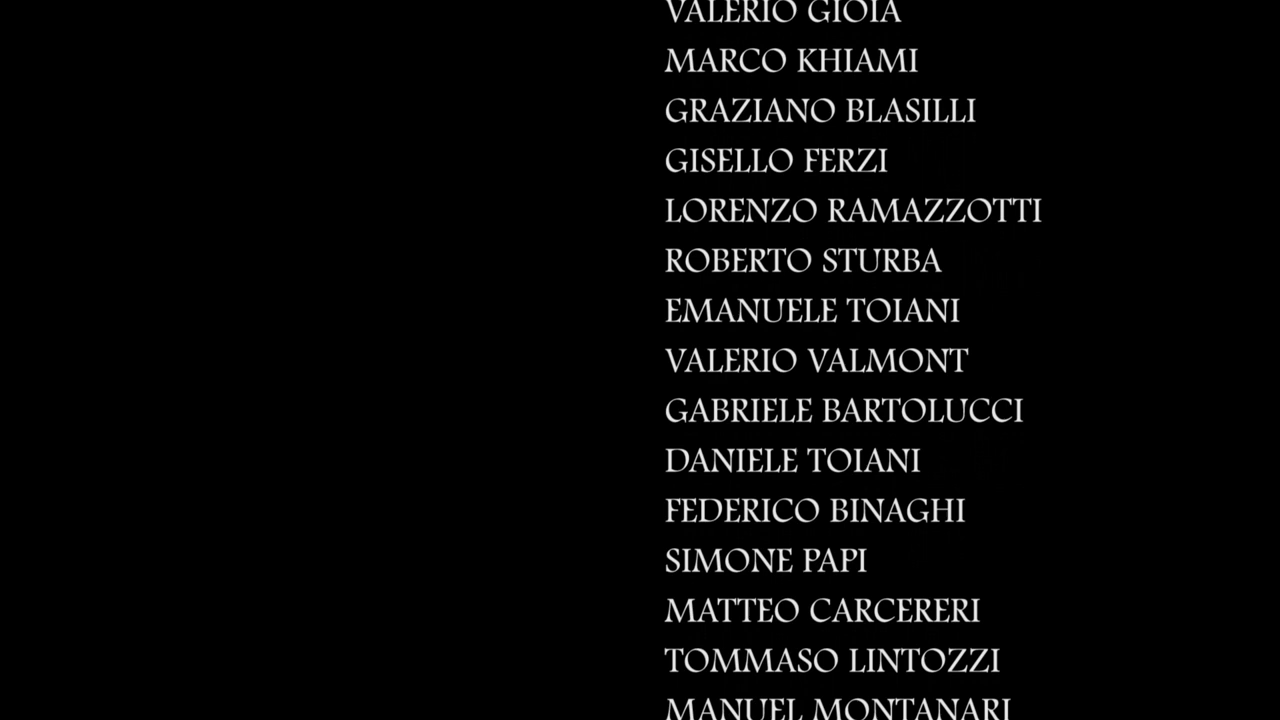 VALERIO GIOIA
MARCO KHIAMI
GRAZIANO BLASILLI
GISELLO FERZI
LORENZO RAMAZZOTTI
ROBERTO STURBA
EMANUELE TOIANI
VALERIO VALMONT
GABRIELE BARTOLUCCI
DANIELE TOIANI
FEDERICO BINAGHI
SIMONE PAPI
MATTEO CARCERERI
TOMMASO LINTOZZI
MANUEL MONTANARI